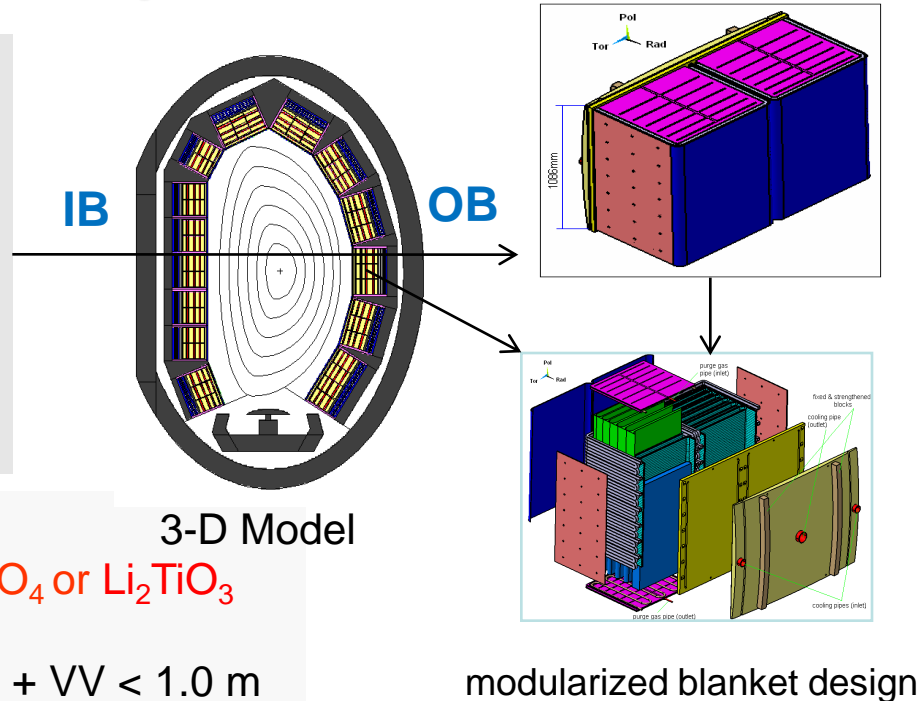 Pol
Tor
Rad
1086mm
IB
OB
Pol
Tor
Rad
purge gas
pipe (inlet)
fixed & strengthened
blocks
cooling pipe
(outlet)
cooling pipes (inlet)
purge gas pipe (outlet)
3-D Model
O₄ or Li₂TiO₃
+ VV < 1.0 m
modularized blanket design